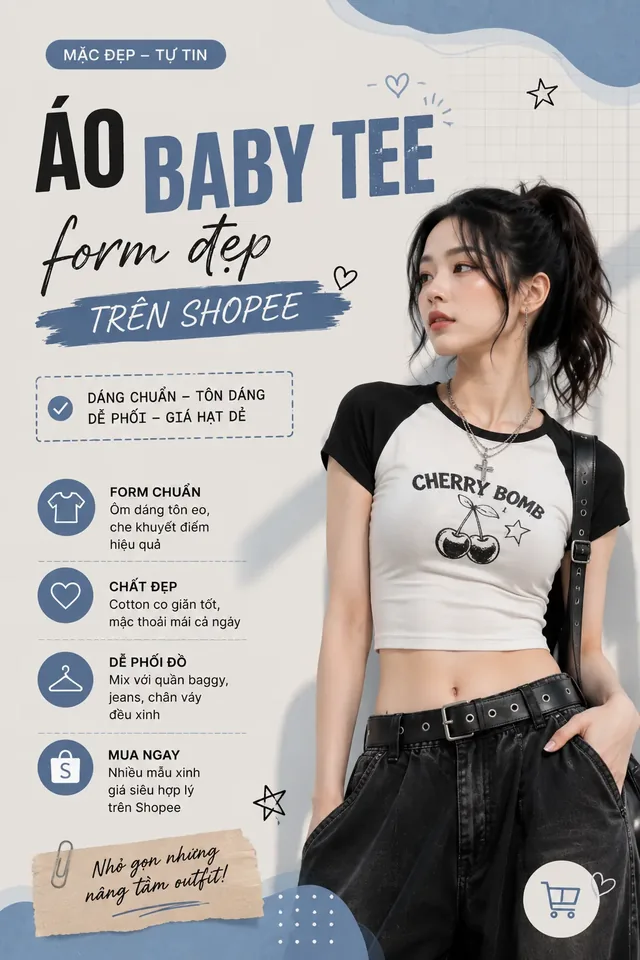 MẶC ĐẸP – TỰ TIN
ÁO BABY TEE
form đẹp
TRÊN SHOPEE
DÁNG CHUẨN – TÔN DÁNG
DỄ PHỐI – GIÁ HẠT DẺ
FORM CHUẨN
Ôm dáng tôn eo,
che khuyết điểm
hiệu quả
CHẤT ĐẸP
Cotton co giãn tốt,
mặc thoải mái cả ngày
DỄ PHỐI ĐỒ
Mix với quần baggy,
jeans, chân váy
đều xinh
S
MUA NGAY
Nhiều mẫu xinh
giá siêu hợp lý
trên Shopee
Nhỏ gọn nhưng
nâng tầm outfit!
CHERRY BOMB